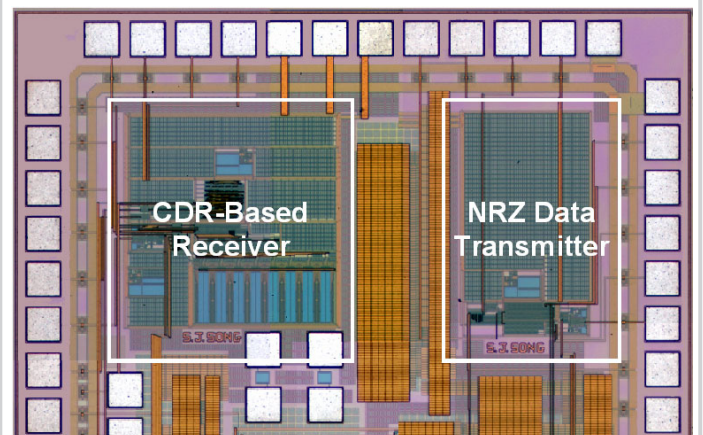 CDR-Based
Receiver
NRZ Data
Transmitter
S.J.SONG
S.J.SONG